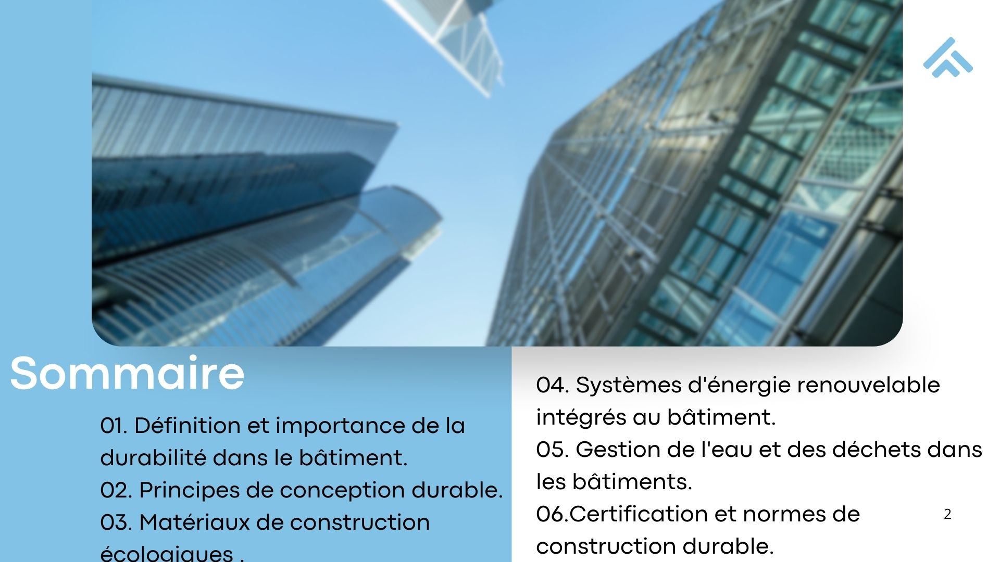 Sommaire
01. Définition et importance de la
durabilité dans le bâtiment.
02. Principes de conception durable.
03. Matériaux de construction
écologiques .
04. Systèmes d'énergie renouvelable
intégrés au bâtiment.
05. Gestion de l'eau et des déchets dans
les bâtiments.
06.Certification et normes de
construction durable.
2